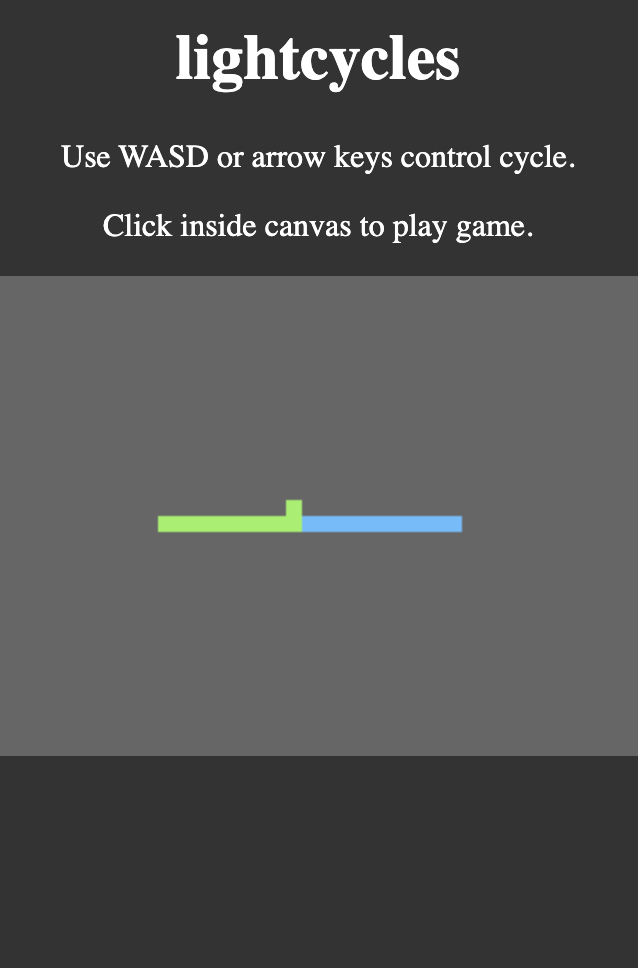 lightcycles
Use WASD or arrow keys control cycle.
Click inside canvas to play game.